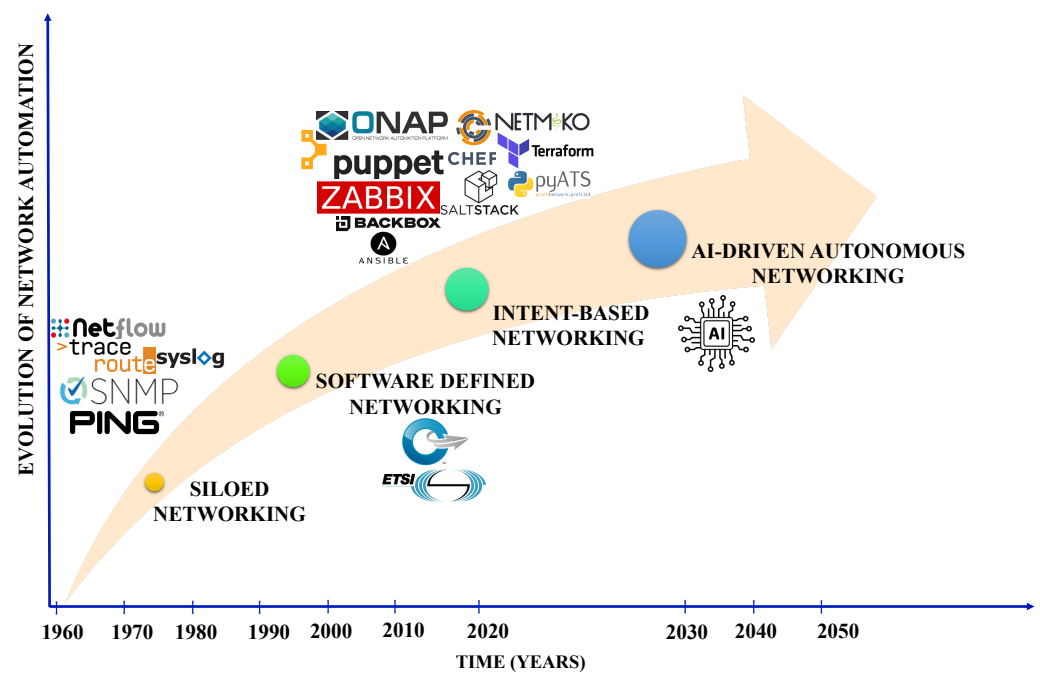 EVOLUTION OF NETWORK AUTOMATION
ONAP
OPEN NETWORK AUTOMATION PLATFORM
puppet
ZABBIX
BACKBOX
ANSIBLE
CHEF
NETMIKO
Terraform
pyATS
SALTSTACK
Netflow
>trace
route
syslog
SNMP
PING®
AI-DRIVEN AUTONOMOUS
NETWORKING
AI
INTENT-BASED
NETWORKING
SOFTWARE DEFINED
NETWORKING
ETSI
SILOED
NETWORKING
1960 1970 1980 1990 2000 2010 2020 2030 2040 2050
TIME (YEARS)